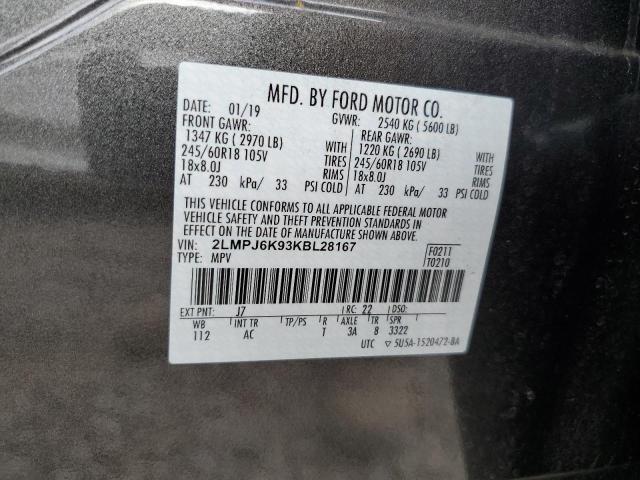 MFD. BY FORD MOTOR CO.
DATE: 01/19 GVWR: 2540 KG ( 5600 LB)
FRONT GAWR: REAR GAWR:
1347 KG ( 2970 LB) WITH 1220 KG ( 2690 LB) WITH
245/60R18 105V TIRES 245/60R18 105V TIRES
18x8.0J RIMS 18x8.0J RIMS
AT 230 kPa/ 33 PSI COLD AT 230 kPa/ 33 PSI COLD
THIS VEHICLE CONFORMS TO ALL APPLICABLE FEDERAL MOTOR
VEHICLE SAFETY AND THEFT PREVENTION STANDARDS IN
EFFECT ON THE DATE OF MANUFACTURE SHOWN ABOVE.
VIN: 2LMPJ6K93KBL28167 F0211
TYPE: MPV T0210
EXT PNT: J7 RC: 22 DSO:
WB INT TR TP/PS R AXLE TR SPR
112 AC T 3A 8 3322
UTC ▽ 5U5A-1520472-BA